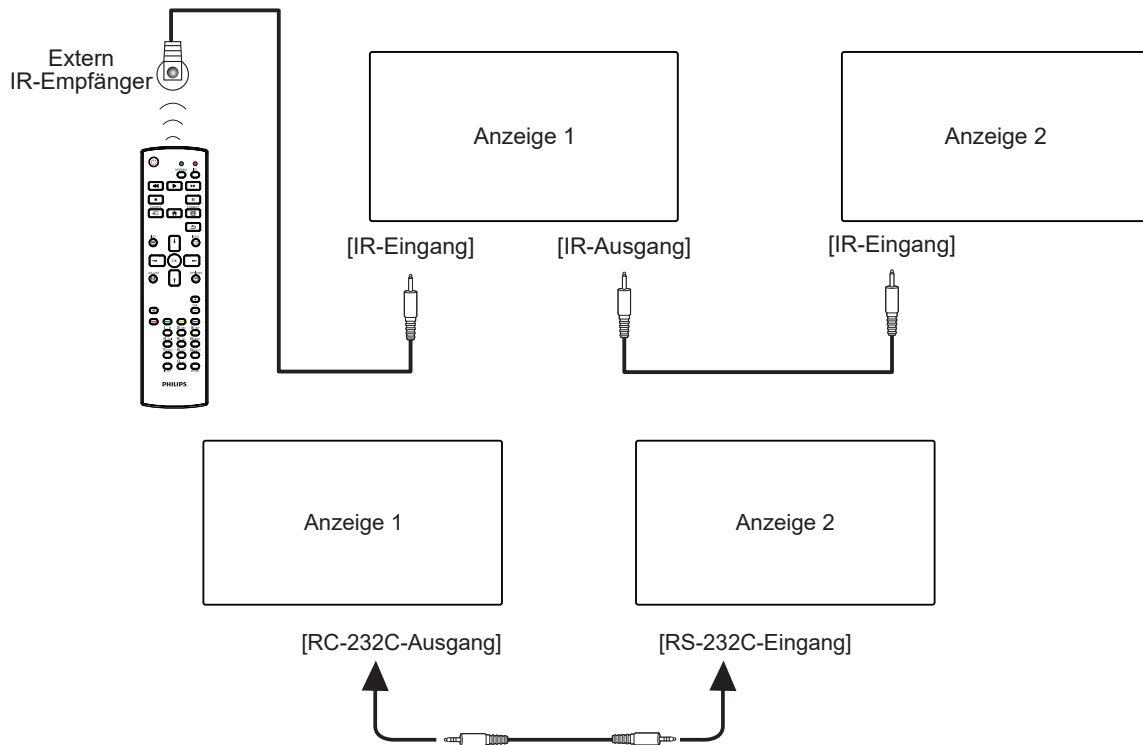 Extern
IR-Empfänger
Anzeige 1
Anzeige 2
[IR-Eingang]
[IR-Ausgang]
[IR-Eingang]
PHILIPS
Anzeige 1
Anzeige 2
[RC-232C-Ausgang]
[RS-232C-Eingang]